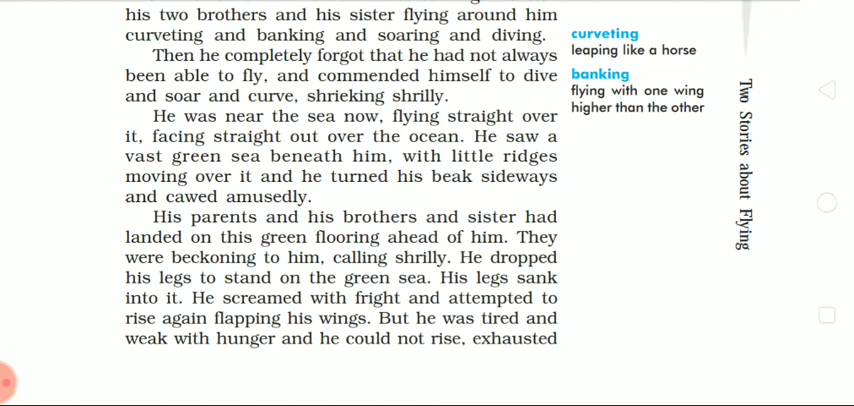 his two brothers and his sister flying around him
curveting and banking and soaring and diving.
Then he completely forgot that he had not always
been able to fly, and commended himself to dive
and soar and curve, shrieking shrilly.
He was near the sea now, flying straight over
it, facing straight out over the ocean. He saw a
vast green sea beneath him, with little ridges
moving over it and he turned his beak sideways
and cawed amusedly.
His parents and his brothers and sister had
landed on this green flooring ahead of him. They
were beckoning to him, calling shrilly. He dropped
his legs to stand on the green sea. His legs sank
into it. He screamed with fright and attempted to
rise again flapping his wings. But he was tired and
weak with hunger and he could not rise, exhausted
curveting
leaping like a horse
banking
flying with one wing
higher than the other
Two Stories about Flying